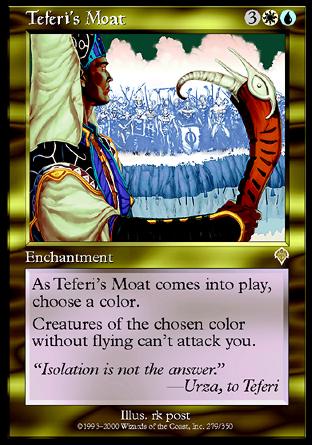 Teferi's Moat 3
Enchantment
As Teferi's Moat comes into play,
choose a color.
Creatures of the chosen color
without flying can't attack you.
“Isolation is not the answer.”
—Urza, to Teferi
Illus. rk post
©1993–2000 Wizards of the Coast, Inc. 279/350